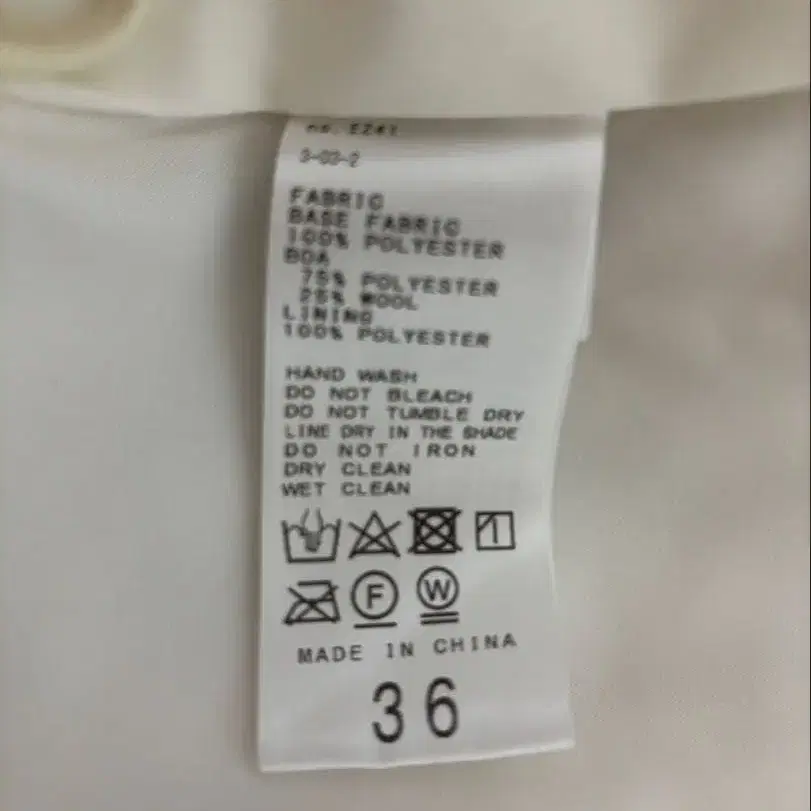 3-03-2
FABRIC
BASE FABRIC
100% POLYESTER
BOA
75% POLYESTER
25% WOOL
LINING
100% POLYESTER
HAND WASH
DO NOT BLEACH
DO NOT TUMBLE DRY
LINE DRY IN THE SHADE
DO NOT IRON
DRY CLEAN
WET CLEAN
F W
MADE IN CHINA
36